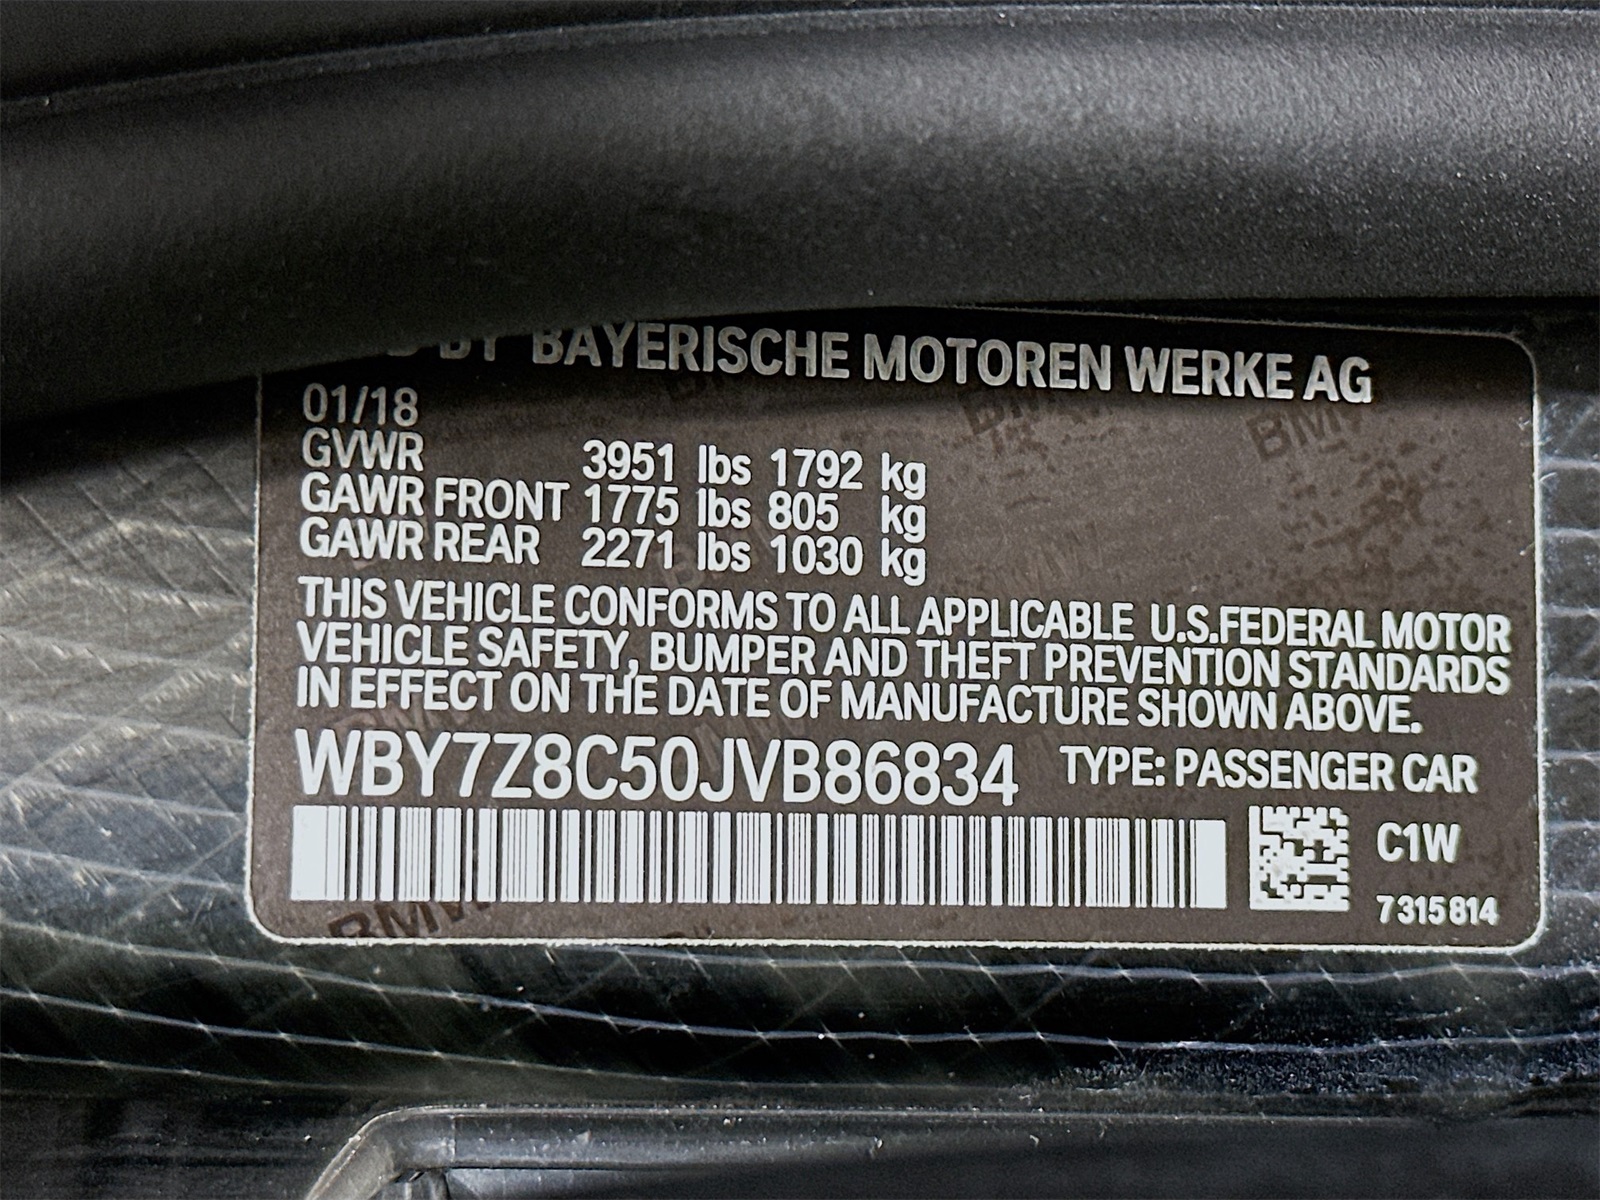 BY BAYERISCHE MOTOREN WERKE AG
01/18
GVWR 3951 lbs 1792 kg
GAWR FRONT 1775 lbs 805 kg
GAWR REAR 2271 lbs 1030 kg
THIS VEHICLE CONFORMS TO ALL APPLICABLE U.S.FEDERAL MOTOR
VEHICLE SAFETY, BUMPER AND THEFT PREVENTION STANDARDS
IN EFFECT ON THE DATE OF MANUFACTURE SHOWN ABOVE.
WBY7Z8C50JVB86834 TYPE: PASSENGER CAR
C1W
7315814